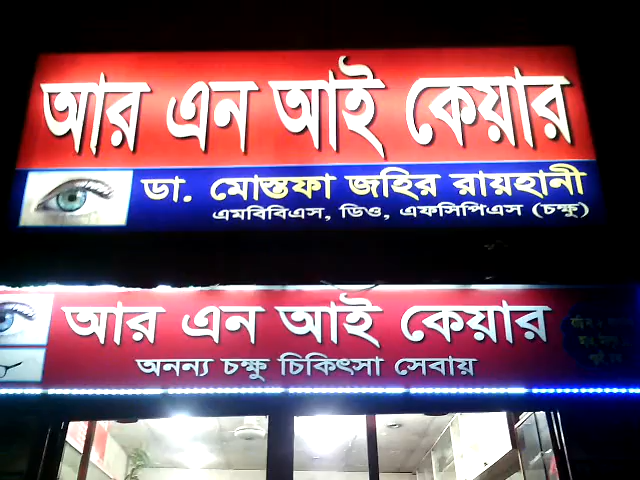 আর এন আই কেয়ার
ডা. মোস্তফা জহির রায়হানী
এমবিবিএস, ডিও, এফসিপিএস (চক্ষু)
আর এন আই কেয়ার
অনন্য চক্ষু চিকিৎসা সেবায়